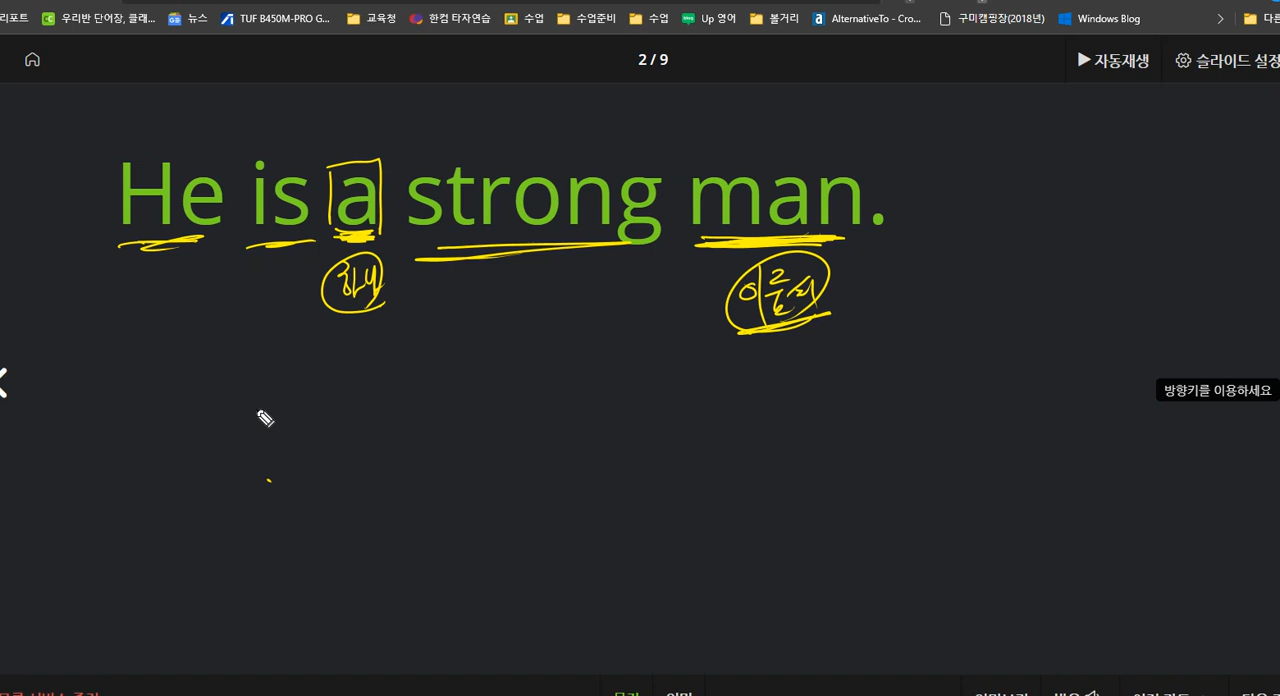 리포트 우리반 단어장, 클래... 뉴스 TUF B450M-PRO G... 교육청 한컴 타자연습 수업 수업준비 수업 Up 영어 볼거리 AlternativeTo - Cro... 구미캠핑장(2018년) Windows Blog 다른
2 / 9 자동재생 슬라이드 설정
He is a strong man.
하나 이름씨
방향키를 이용하세요